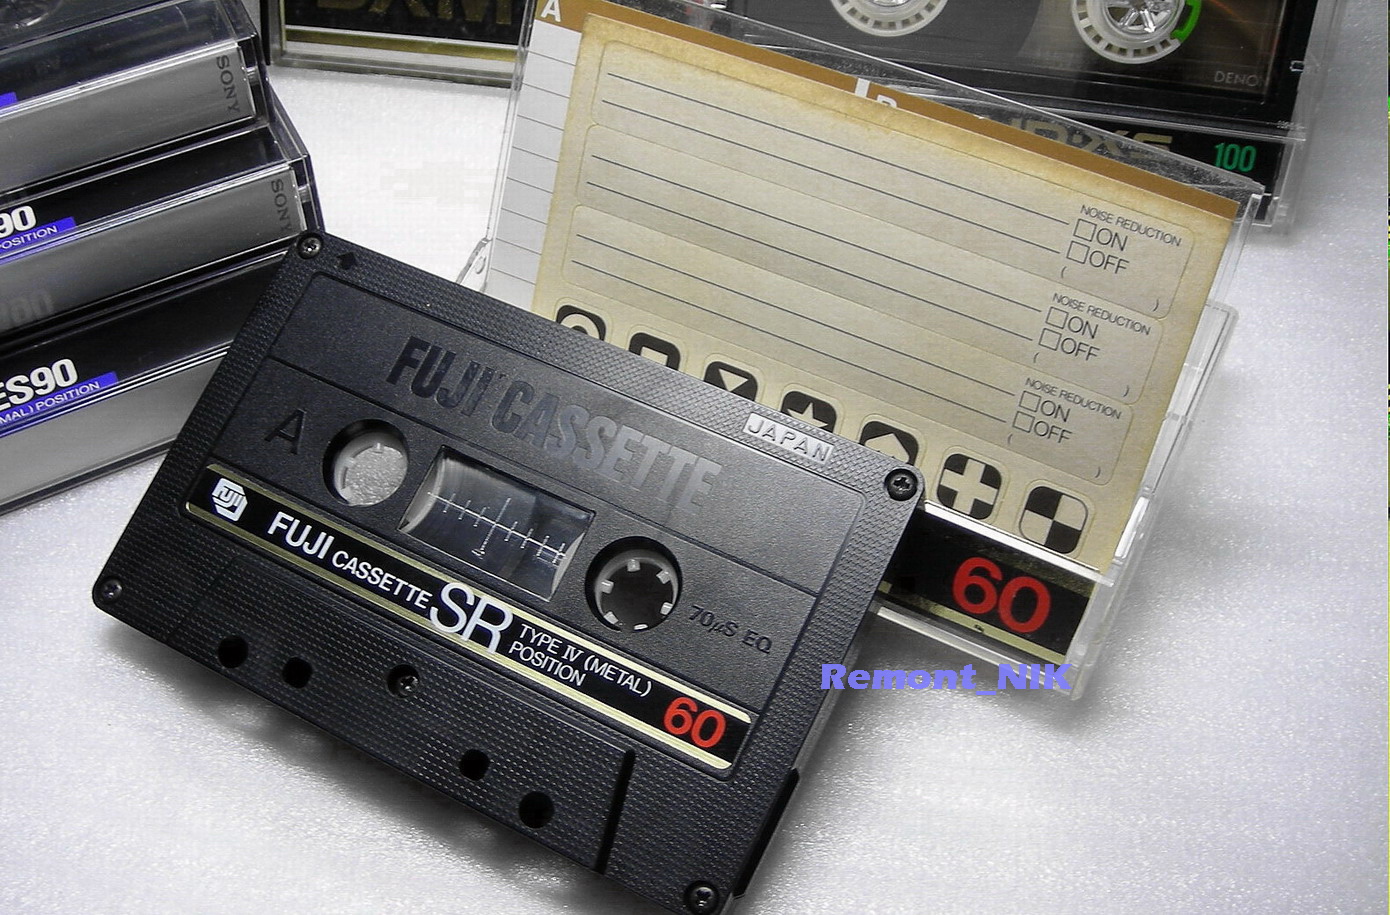 A
SONY
DENON
100
90
POSITION
SONY
ES90
MAL) POSITION
NOISE REDUCTION
ON
OFF
( )
NOISE REDUCTION
ON
OFF
( )
NOISE REDUCTION
ON
OFF
( )
60
FUJI CASSETTE
JAPAN
A
FUJI
FUJI CASSETTE SR TYPE IV (METAL)
POSITION
60
70µS EQ
Remont_NIK